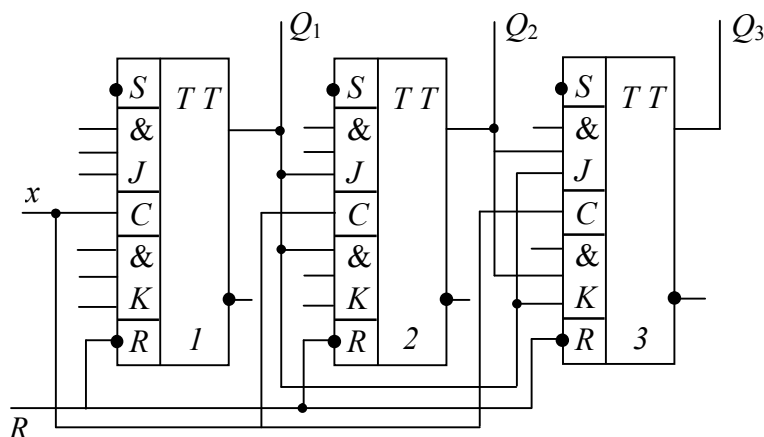 Q1 Q2 Q3
S TT S TT S TT
& & &
J J J
x C C C
& & &
K K K
R 1 R 2 R 3
R